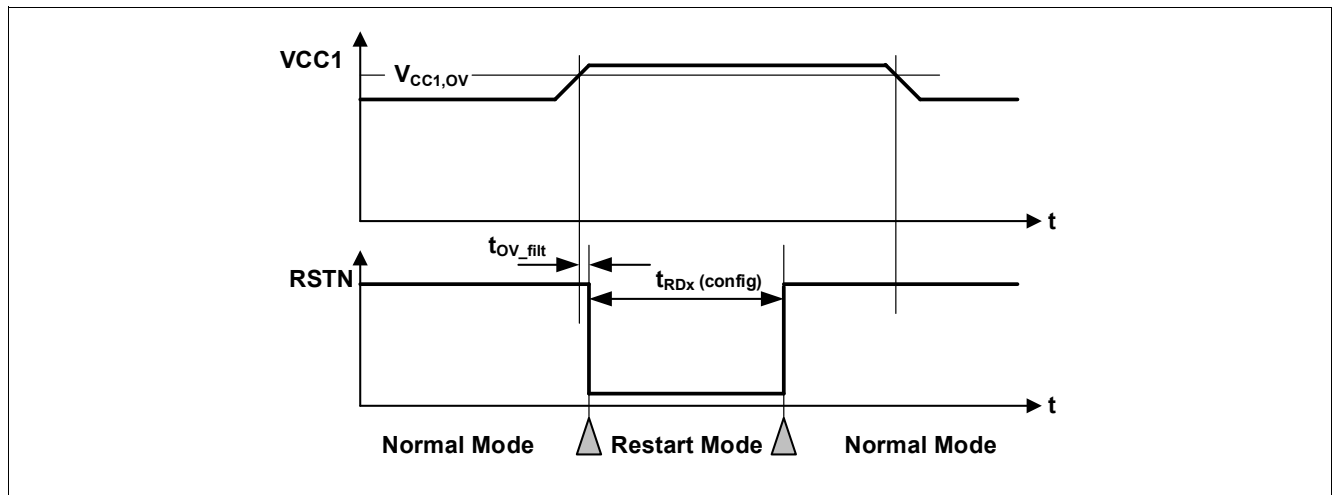 VCC1
VCC1,OV
t
tOV_filt
tRDx (config)
RSTN
t
Normal Mode
Restart Mode
Normal Mode